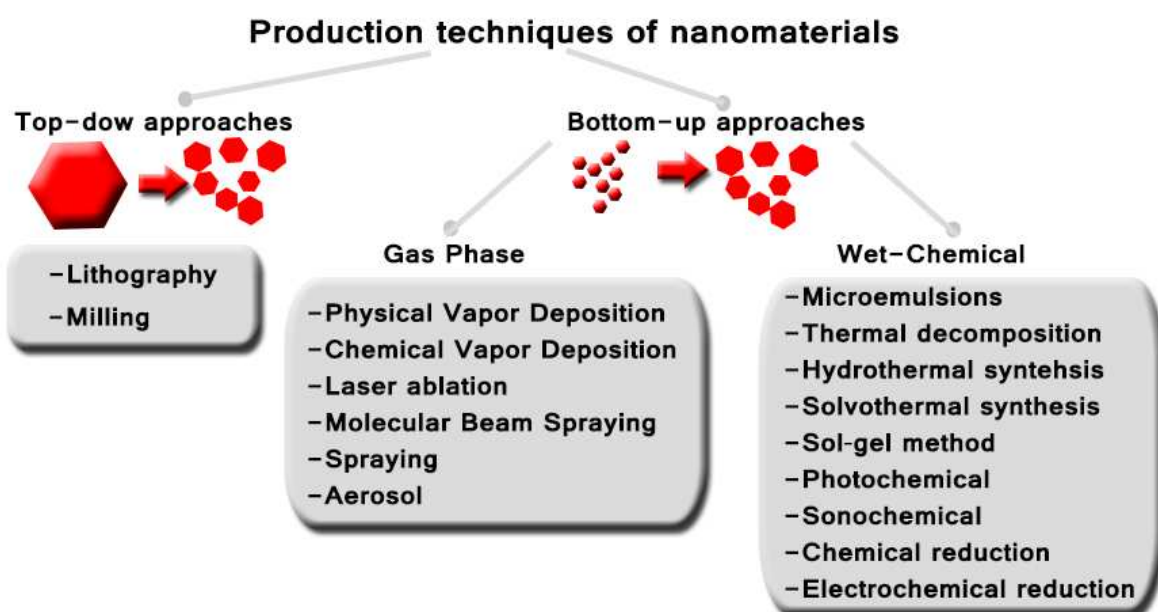 Production techniques of nanomaterials
Top-dow approaches
Bottom-up approaches
-Lithography
-Milling
Gas Phase
-Physical Vapor Deposition
-Chemical Vapor Deposition
-Laser ablation
-Molecular Beam Spraying
-Spraying
-Aerosol
Wet-Chemical
-Microemulsions
-Thermal decomposition
-Hydrothermal syntehsis
-Solvothermal synthesis
-Sol-gel method
-Photochemical
-Sonochemical
-Chemical reduction
-Electrochemical reduction